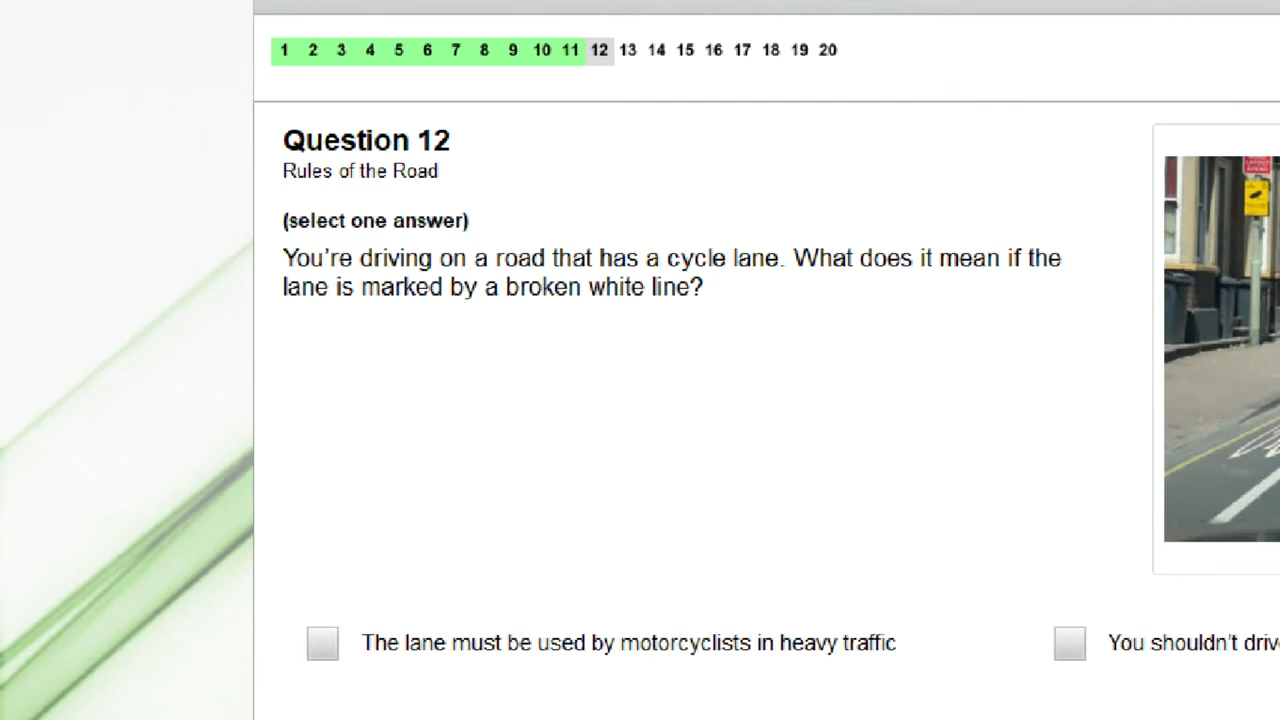 1 2 3 4 5 6 7 8 9 10 11 12 13 14 15 16 17 18 19 20
Question 12
Rules of the Road
(select one answer)
You’re driving on a road that has a cycle lane. What does it mean if the
lane is marked by a broken white line?
The lane must be used by motorcyclists in heavy traffic
You shouldn’t